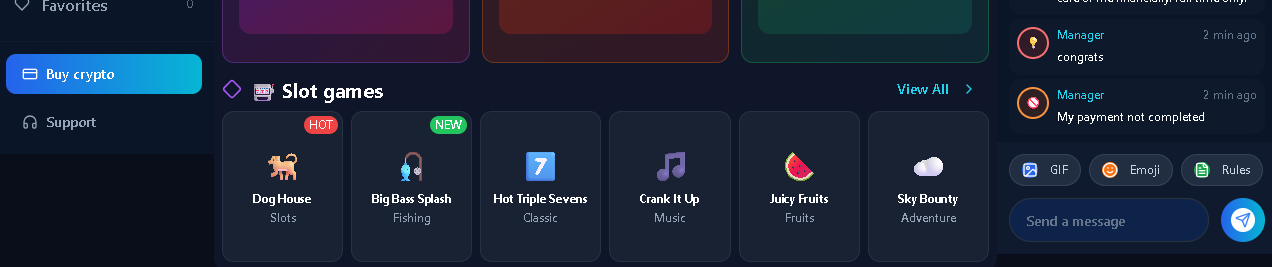 Favorites 0
Buy crypto
Support
Slot games
View All
HOT
NEW
7
Dog House
Slots
Big Bass Splash
Fishing
Hot Triple Sevens
Classic
Crank It Up
Music
Juicy Fruits
Fruits
Sky Bounty
Adventure
Manager 2 min ago
congrats
Manager 2 min ago
My payment not completed
GIF
Emoji
Rules
Send a message